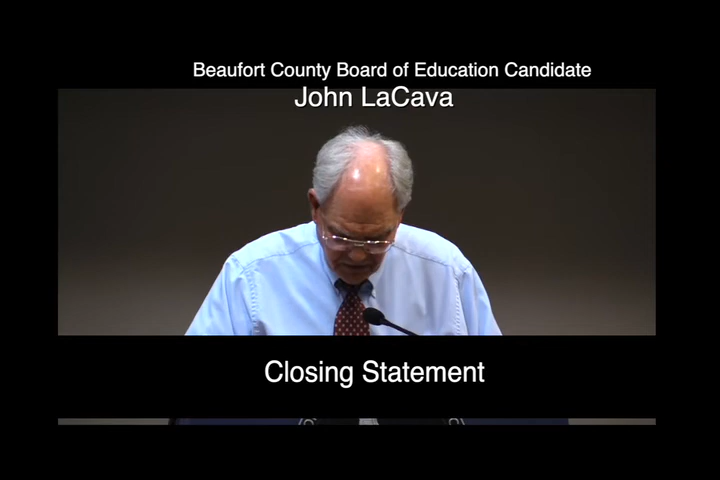 Beaufort County Board of Education Candidate
John LaCava
Closing Statement